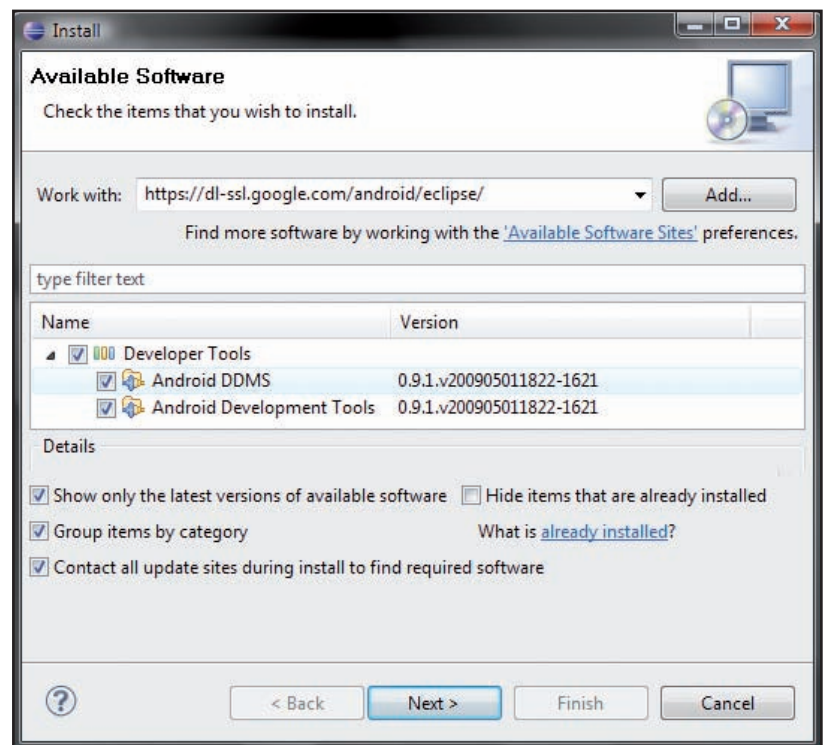 Install
Available Software
Check the items that you wish to install.
Work with: https://dl-ssl.google.com/android/eclipse/ Add...
Find more software by working with the 'Available Software Sites' preferences.
type filter text
Name Version
Developer Tools
Android DDMS 0.9.1.v200905011822-1621
Android Development Tools 0.9.1.v200905011822-1621
Details
Show only the latest versions of available software Hide items that are already installed
Group items by category What is already installed?
Contact all update sites during install to find required software
? < Back Next > Finish Cancel